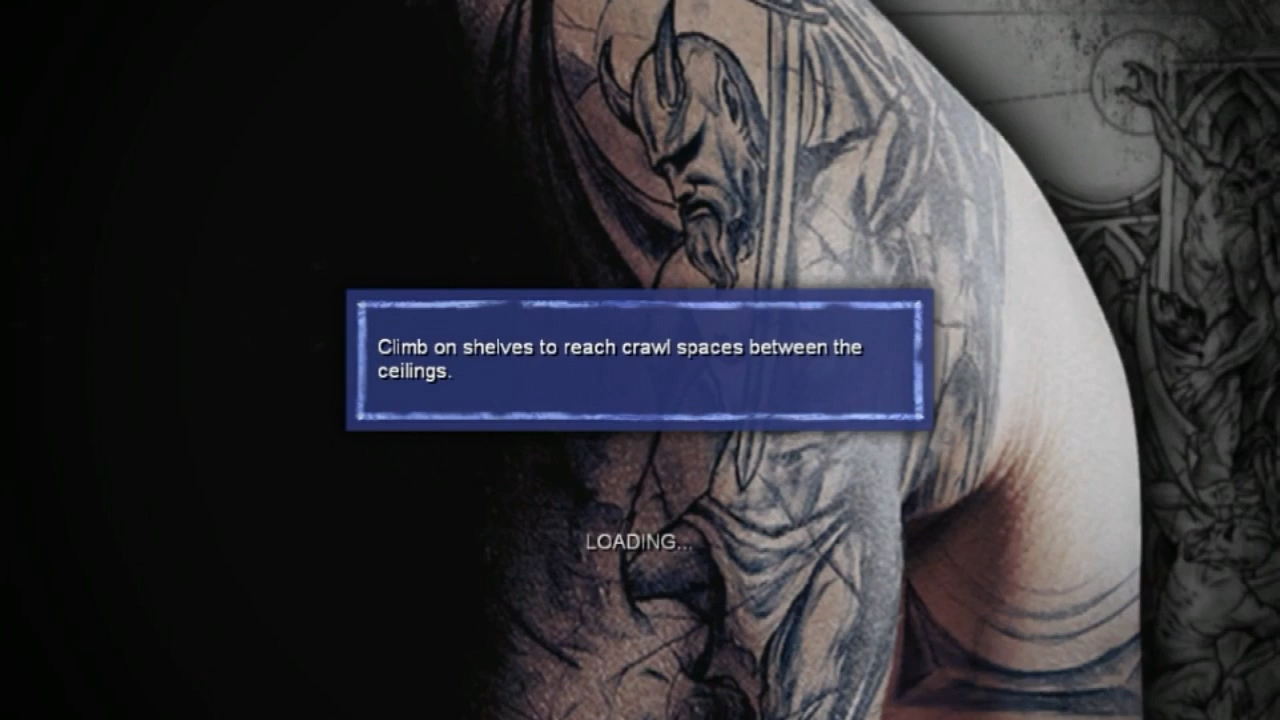 Climb on shelves to reach crawl spaces between the
ceilings.
LOADING...